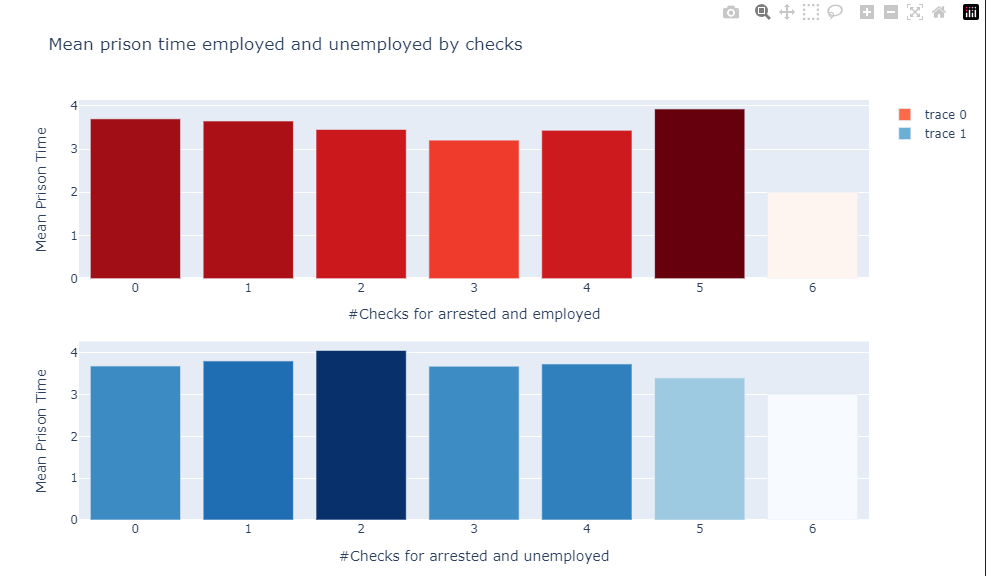 Mean prison time employed and unemployed by checks
4
3
2
1
0
Mean Prison Time
0 1 2 3 4 5 6
#Checks for arrested and employed
trace 0
trace 1
4
3
2
1
0
Mean Prison Time
0 1 2 3 4 5 6
#Checks for arrested and unemployed